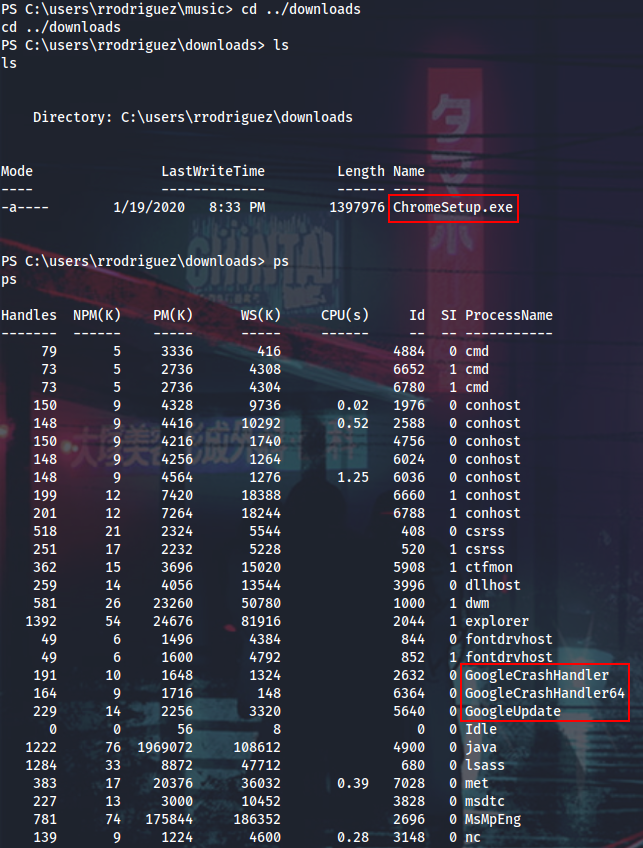 PS C:\users\rrodriguez\music> cd ../downloads
cd ../downloads
PS C:\users\rrodriguez\downloads> ls
ls
Directory: C:\users\rrodriguez\downloads
Mode LastWriteTime Length Name
---- ------------- ------ ----
-a---- 1/19/2020 8:33 PM 1397976 ChromeSetup.exe
PS C:\users\rrodriguez\downloads> ps
ps
Handles NPM(K) PM(K) WS(K) CPU(s) Id SI ProcessName
------- ------ ----- ----- ------ -- -- -----------
79 5 3336 416 4884 0 cmd
73 5 2736 4308 6652 1 cmd
73 5 2736 4304 6780 1 cmd
150 9 4328 9736 0.02 1976 0 conhost
148 9 4416 10292 0.52 2588 0 conhost
150 9 4216 1740 4756 0 conhost
148 9 4256 1264 6024 0 conhost
148 9 4564 1276 1.25 6036 0 conhost
199 12 7420 18388 6660 1 conhost
201 12 7264 18244 6788 1 conhost
518 21 2324 5544 408 0 csrss
251 17 2232 5228 520 1 csrss
362 15 3696 15020 5908 1 ctfmon
259 14 4056 13544 3996 0 dllhost
581 26 23260 50780 1000 1 dwm
1392 54 24676 81916 2044 1 explorer
49 6 1496 4384 844 0 fontdrvhost
49 6 1600 4792 852 1 fontdrvhost
191 10 1648 1324 2632 0 GoogleCrashHandler
164 9 1716 148 6364 0 GoogleCrashHandler64
229 14 2256 3320 5640 0 GoogleUpdate
0 0 56 8 0 0 Idle
1222 76 1969072 108612 4900 0 java
1284 33 8872 47712 680 0 lsass
383 17 20376 36032 0.39 7028 0 met
227 13 3000 10452 3828 0 msdtc
781 74 175844 186352 2696 0 MsMpEng
139 9 1224 4600 0.28 3148 0 nc